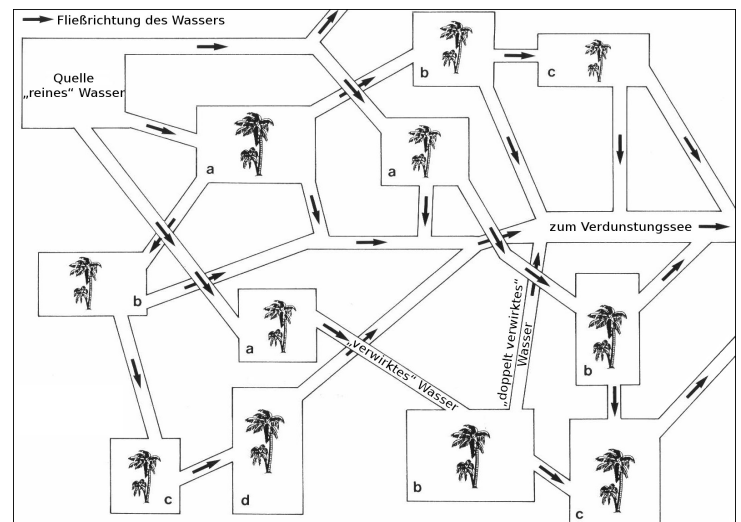 Fließrichtung des Wassers
Quelle
„reines“ Wasser
b
c
a
a
zum Verdunstungssee
b
a
„verwirktes“ Wasser
„doppelt verwirktes“
Wasser
b
b
c
d
c